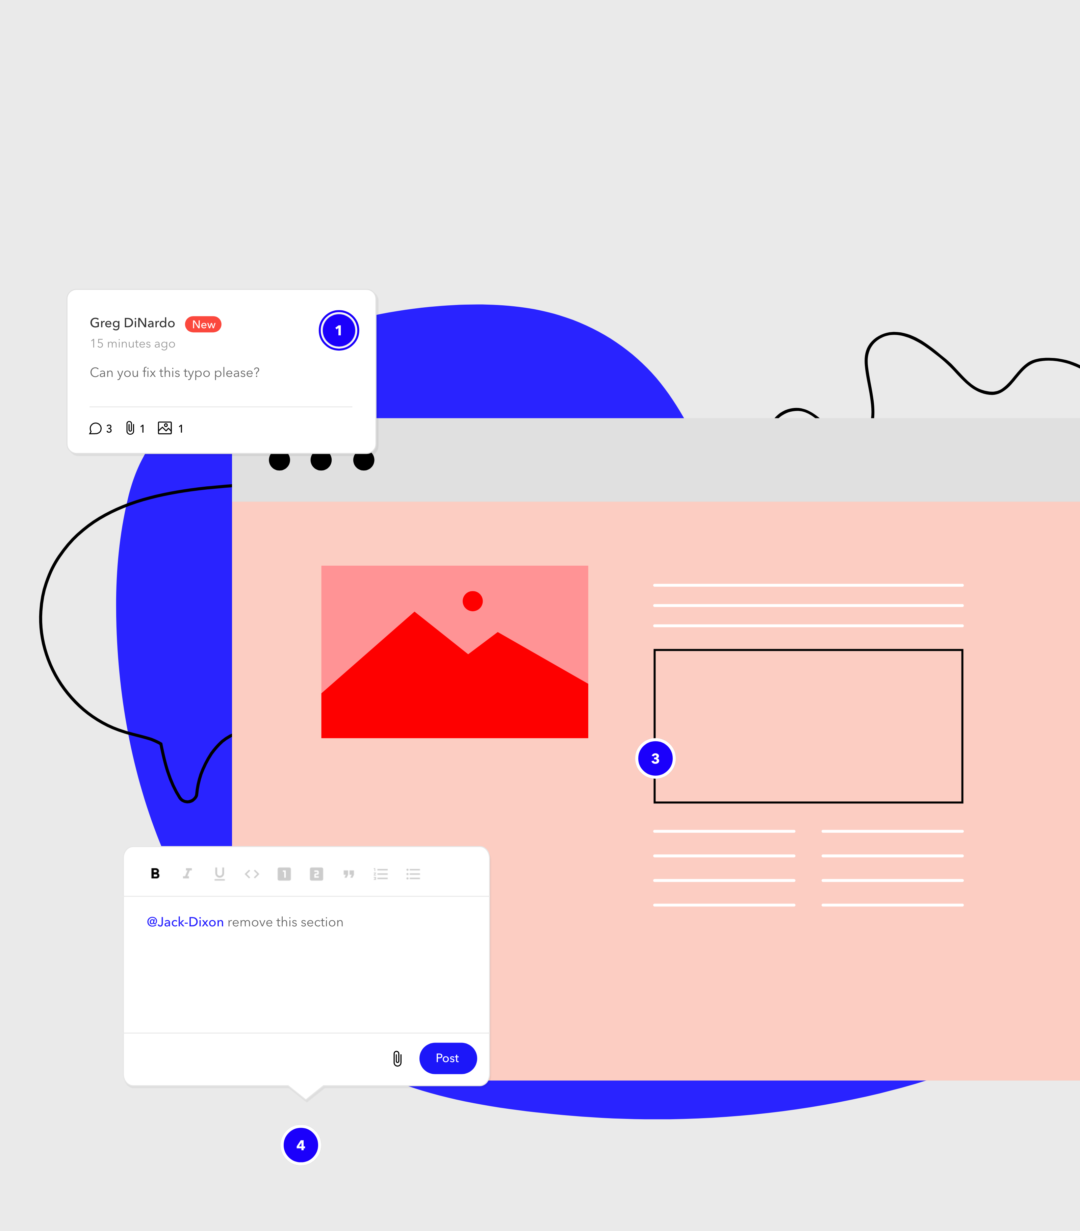 Greg DiNardo New
1
15 minutes ago
Can you fix this typo please?
3 1 1
3
B I U <> 1 2 "
@Jack-Dixon remove this section
Post
4